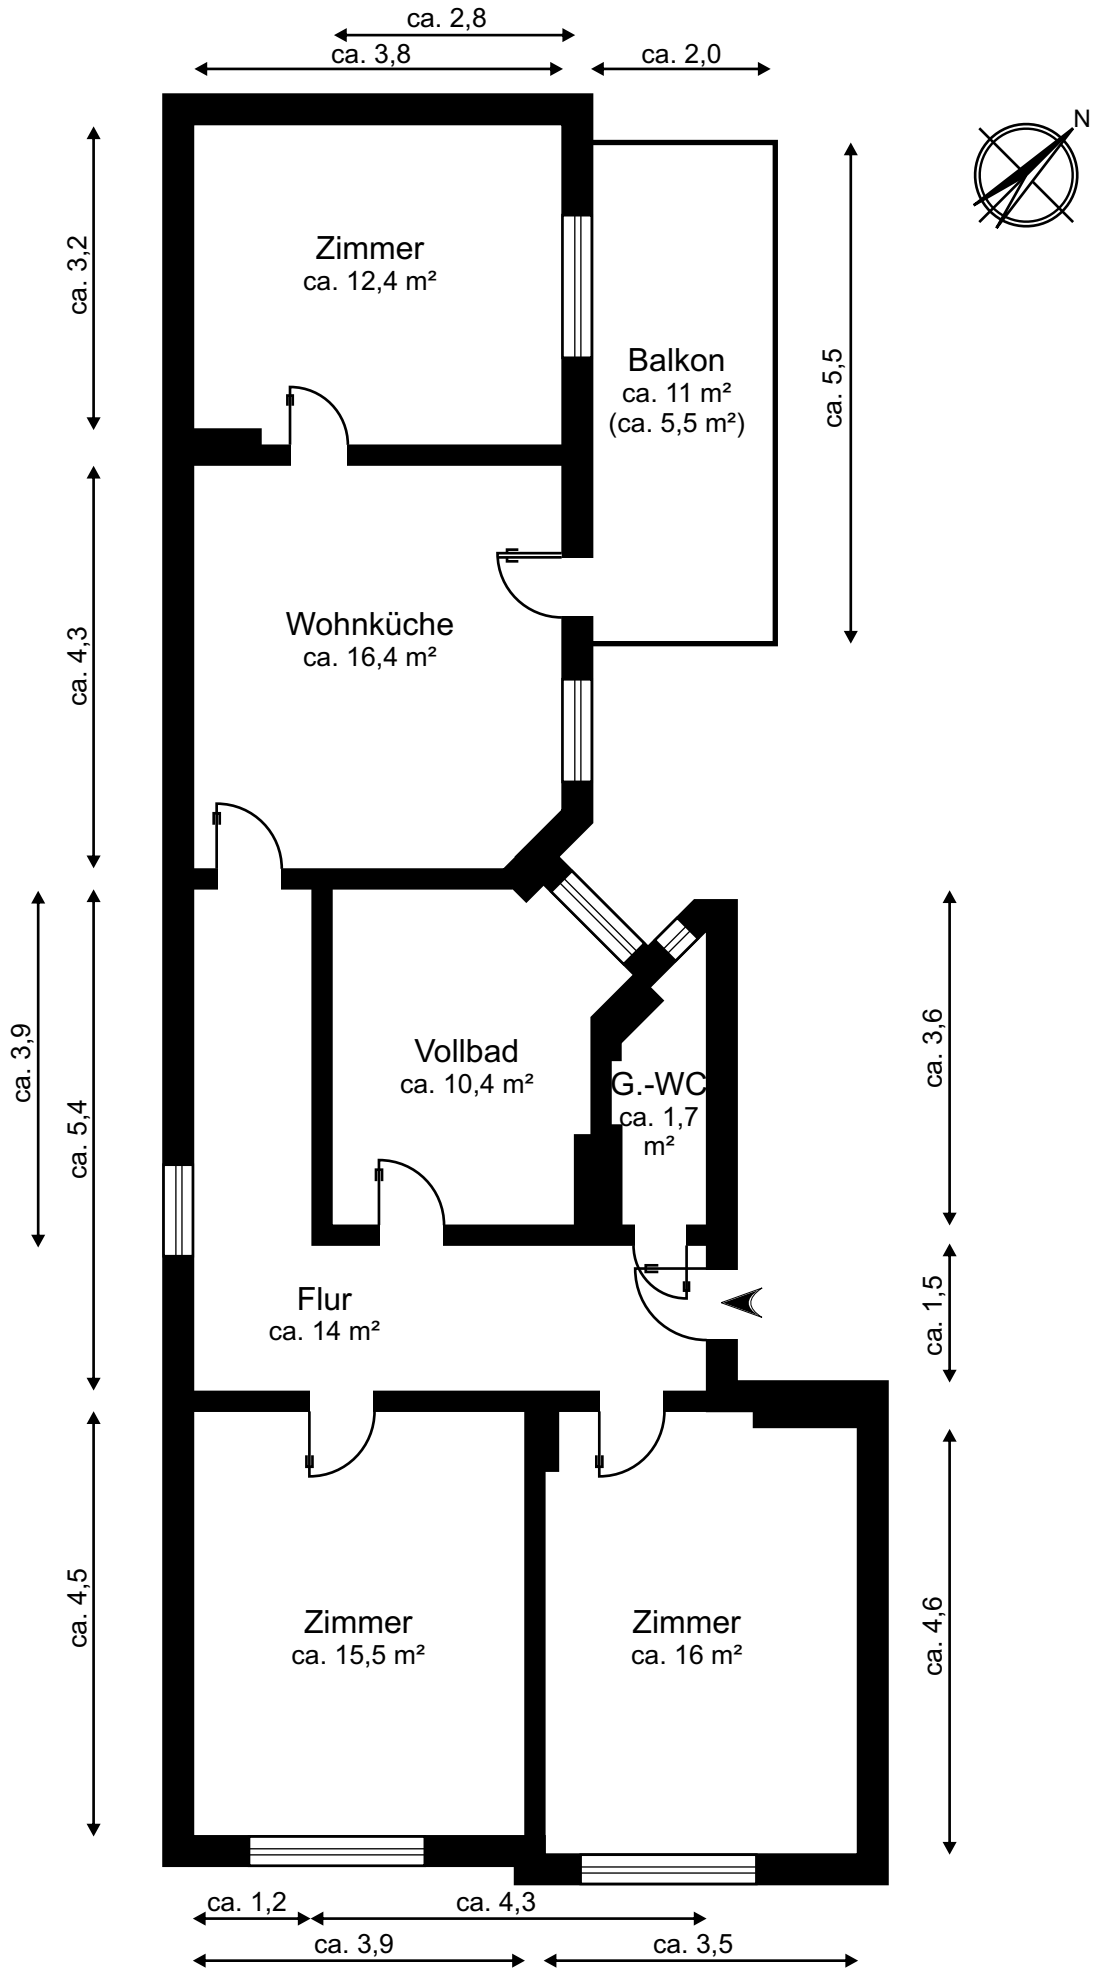 ca. 2,8
ca. 3,8
ca. 2,0
N
ca. 3,2
Zimmer
ca. 12,4 m²
Balkon
ca. 11 m²
(ca. 5,5 m²)
ca. 5,5
ca. 4,3
Wohnküche
ca. 16,4 m²
ca. 3,9
ca. 5,4
Vollbad
ca. 10,4 m²
G.-WC
ca. 1,7
m²
ca. 3,6
Flur
ca. 14 m²
ca. 1,5
ca. 4,5
Zimmer
ca. 15,5 m²
Zimmer
ca. 16 m²
ca. 4,6
ca. 1,2
ca. 4,3
ca. 3,9
ca. 3,5